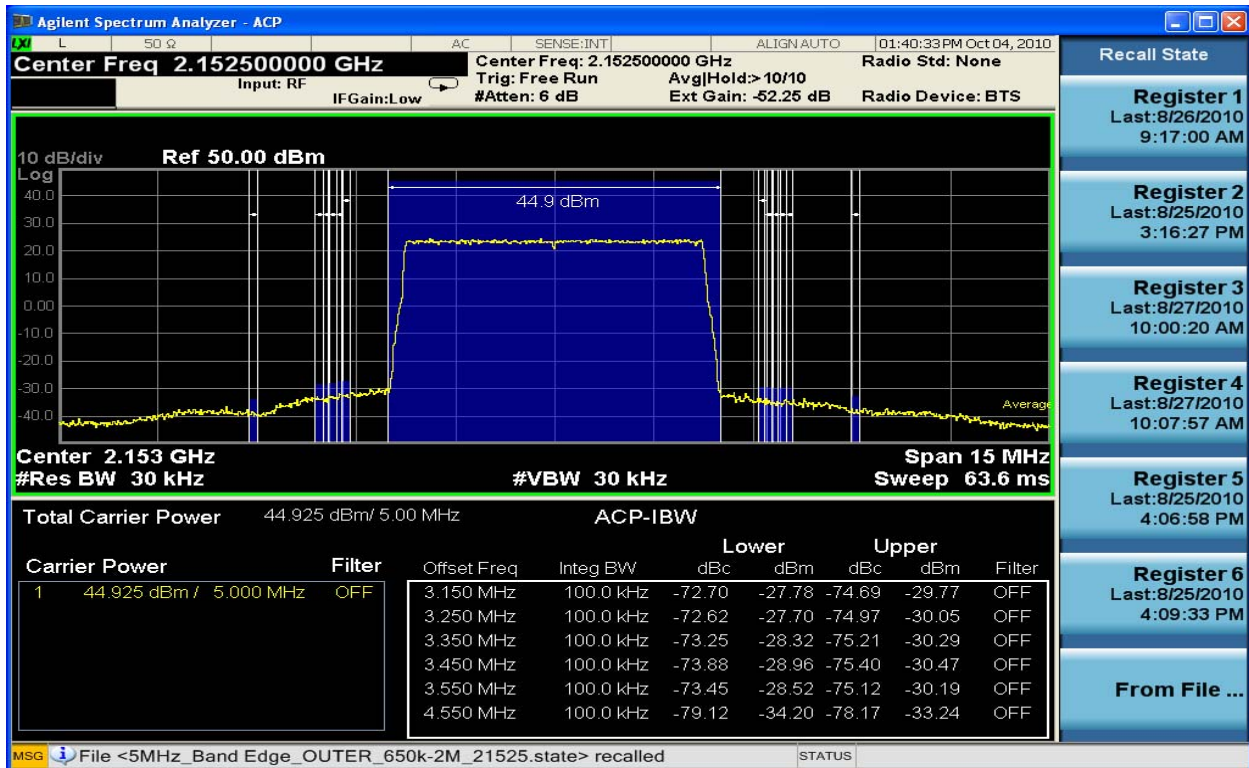 Agilent Spectrum Analyzer - ACP
LXI L 50 Ω AC SENSE:INT ALIGN AUTO 01:40:33 PM Oct 04, 2010
Center Freq 2.152500000 GHz
Input: RF
IFGain:Low
Center Freq: 2.152500000 GHz
Trig: Free Run Avg|Hold:> 10/10
#Atten: 6 dB Ext Gain: -52.25 dB
Radio Std: None
Radio Device: BTS
10 dB/div Ref 50.00 dBm
Log
40.0
30.0
20.0
10.0
0.00
-10.0
-20.0
-30.0
-40.0
44.9 dBm
Average
Center 2.153 GHz Span 15 MHz
#Res BW 30 kHz #VBW 30 kHz Sweep 63.6 ms
Total Carrier Power 44.925 dBm/ 5.00 MHz ACP-IBW
Lower Upper
Carrier Power Filter
1 44.925 dBm / 5.000 MHz OFF
Offset Freq Integ BW dBc dBm dBc dBm Filter
3.150 MHz 100.0 kHz -72.70 -27.78 -74.69 -29.77 OFF
3.250 MHz 100.0 kHz -72.62 -27.70 -74.97 -30.05 OFF
3.350 MHz 100.0 kHz -73.25 -28.32 -75.21 -30.29 OFF
3.450 MHz 100.0 kHz -73.88 -28.96 -75.40 -30.47 OFF
3.550 MHz 100.0 kHz -73.45 -28.52 -75.12 -30.19 OFF
4.550 MHz 100.0 kHz -79.12 -34.20 -78.17 -33.24 OFF
MSG File <5MHz_Band Edge_OUTER_650k-2M_21525.state> recalled STATUS
Recall State
Register 1
Last:8/26/2010
9:17:00 AM
Register 2
Last:8/25/2010
3:16:27 PM
Register 3
Last:8/27/2010
10:00:20 AM
Register 4
Last:8/27/2010
10:07:57 AM
Register 5
Last:8/25/2010
4:06:58 PM
Register 6
Last:8/25/2010
4:09:33 PM
From File ...